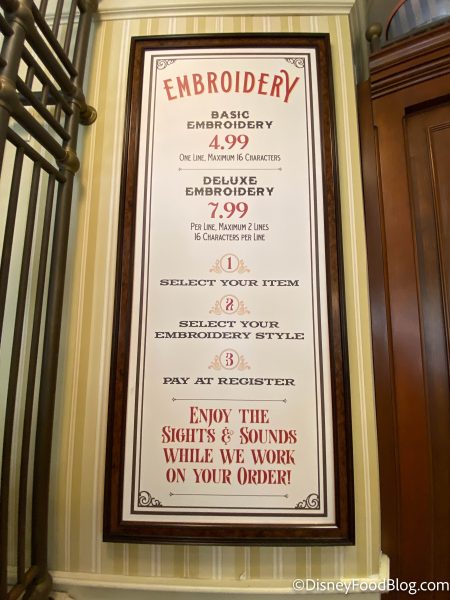 EMBROIDERY
BASIC
EMBROIDERY
4.99
ONE LINE, MAXIMUM 16 CHARACTERS
DELUXE
EMBROIDERY
7.99
PER LINE, MAXIMUM 2 LINES
16 CHARACTERS PER LINE
1
SELECT YOUR ITEM
2
SELECT YOUR
EMBROIDERY STYLE
3
PAY AT REGISTER
ENJOY THE
SIGHTS & SOUNDS
WHILE WE WORK
ON YOUR ORDER!
©DisneyFoodBlog.com